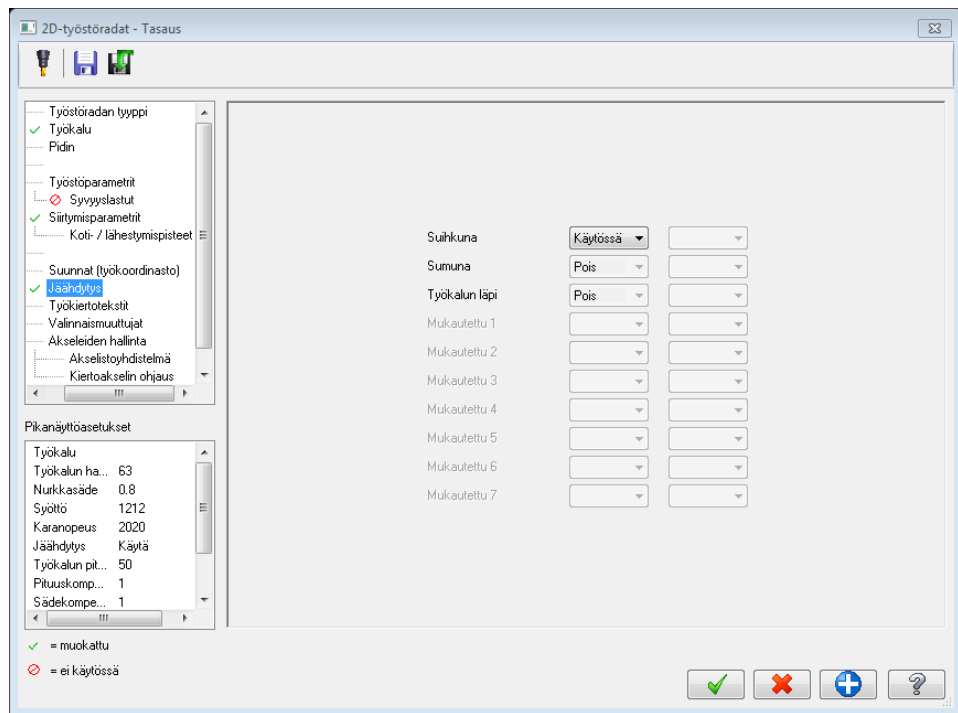 2D-työstöradat - Tasaus
Työstöradan tyyppi
Työkalu
Pidin
Työstöparametrit
Syvyyslastut
Siirtymisparametrit
Koti- / lähestymispisteet
Suunnat (työkoordinasto)
Jäähdytys
Työkiertotekstit
Valinnaismuuttujat
Akseleiden hallinta
Akselistoyhdistelmä
Kiertoakselin ohjaus
Pikanäyttöasetukset
Työkalu
Työkalun ha... 63
Nurkkasäde 0.8
Syöttö 1212
Karanopeus 2020
Jäähdytys Käytä
Työkalun pit... 50
Pituuskomp... 1
Sädekompe... 1
= muokattu
= ei käytössä
Suihkuna Käytössä
Sumuna Pois
Työkalun läpi Pois
Mukautettu 1
Mukautettu 2
Mukautettu 3
Mukautettu 4
Mukautettu 5
Mukautettu 6
Mukautettu 7